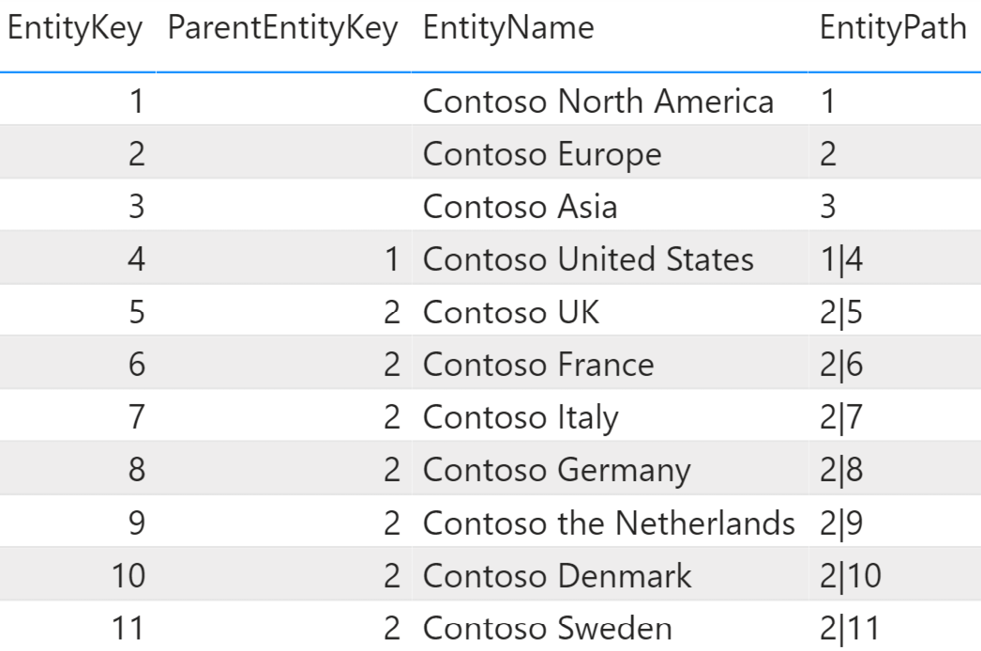 EntityKey ParentEntityKey EntityName EntityPath
1 Contoso North America 1
2 Contoso Europe 2
3 Contoso Asia 3
4 1 Contoso United States 1|4
5 2 Contoso UK 2|5
6 2 Contoso France 2|6
7 2 Contoso Italy 2|7
8 2 Contoso Germany 2|8
9 2 Contoso the Netherlands 2|9
10 2 Contoso Denmark 2|10
11 2 Contoso Sweden 2|11